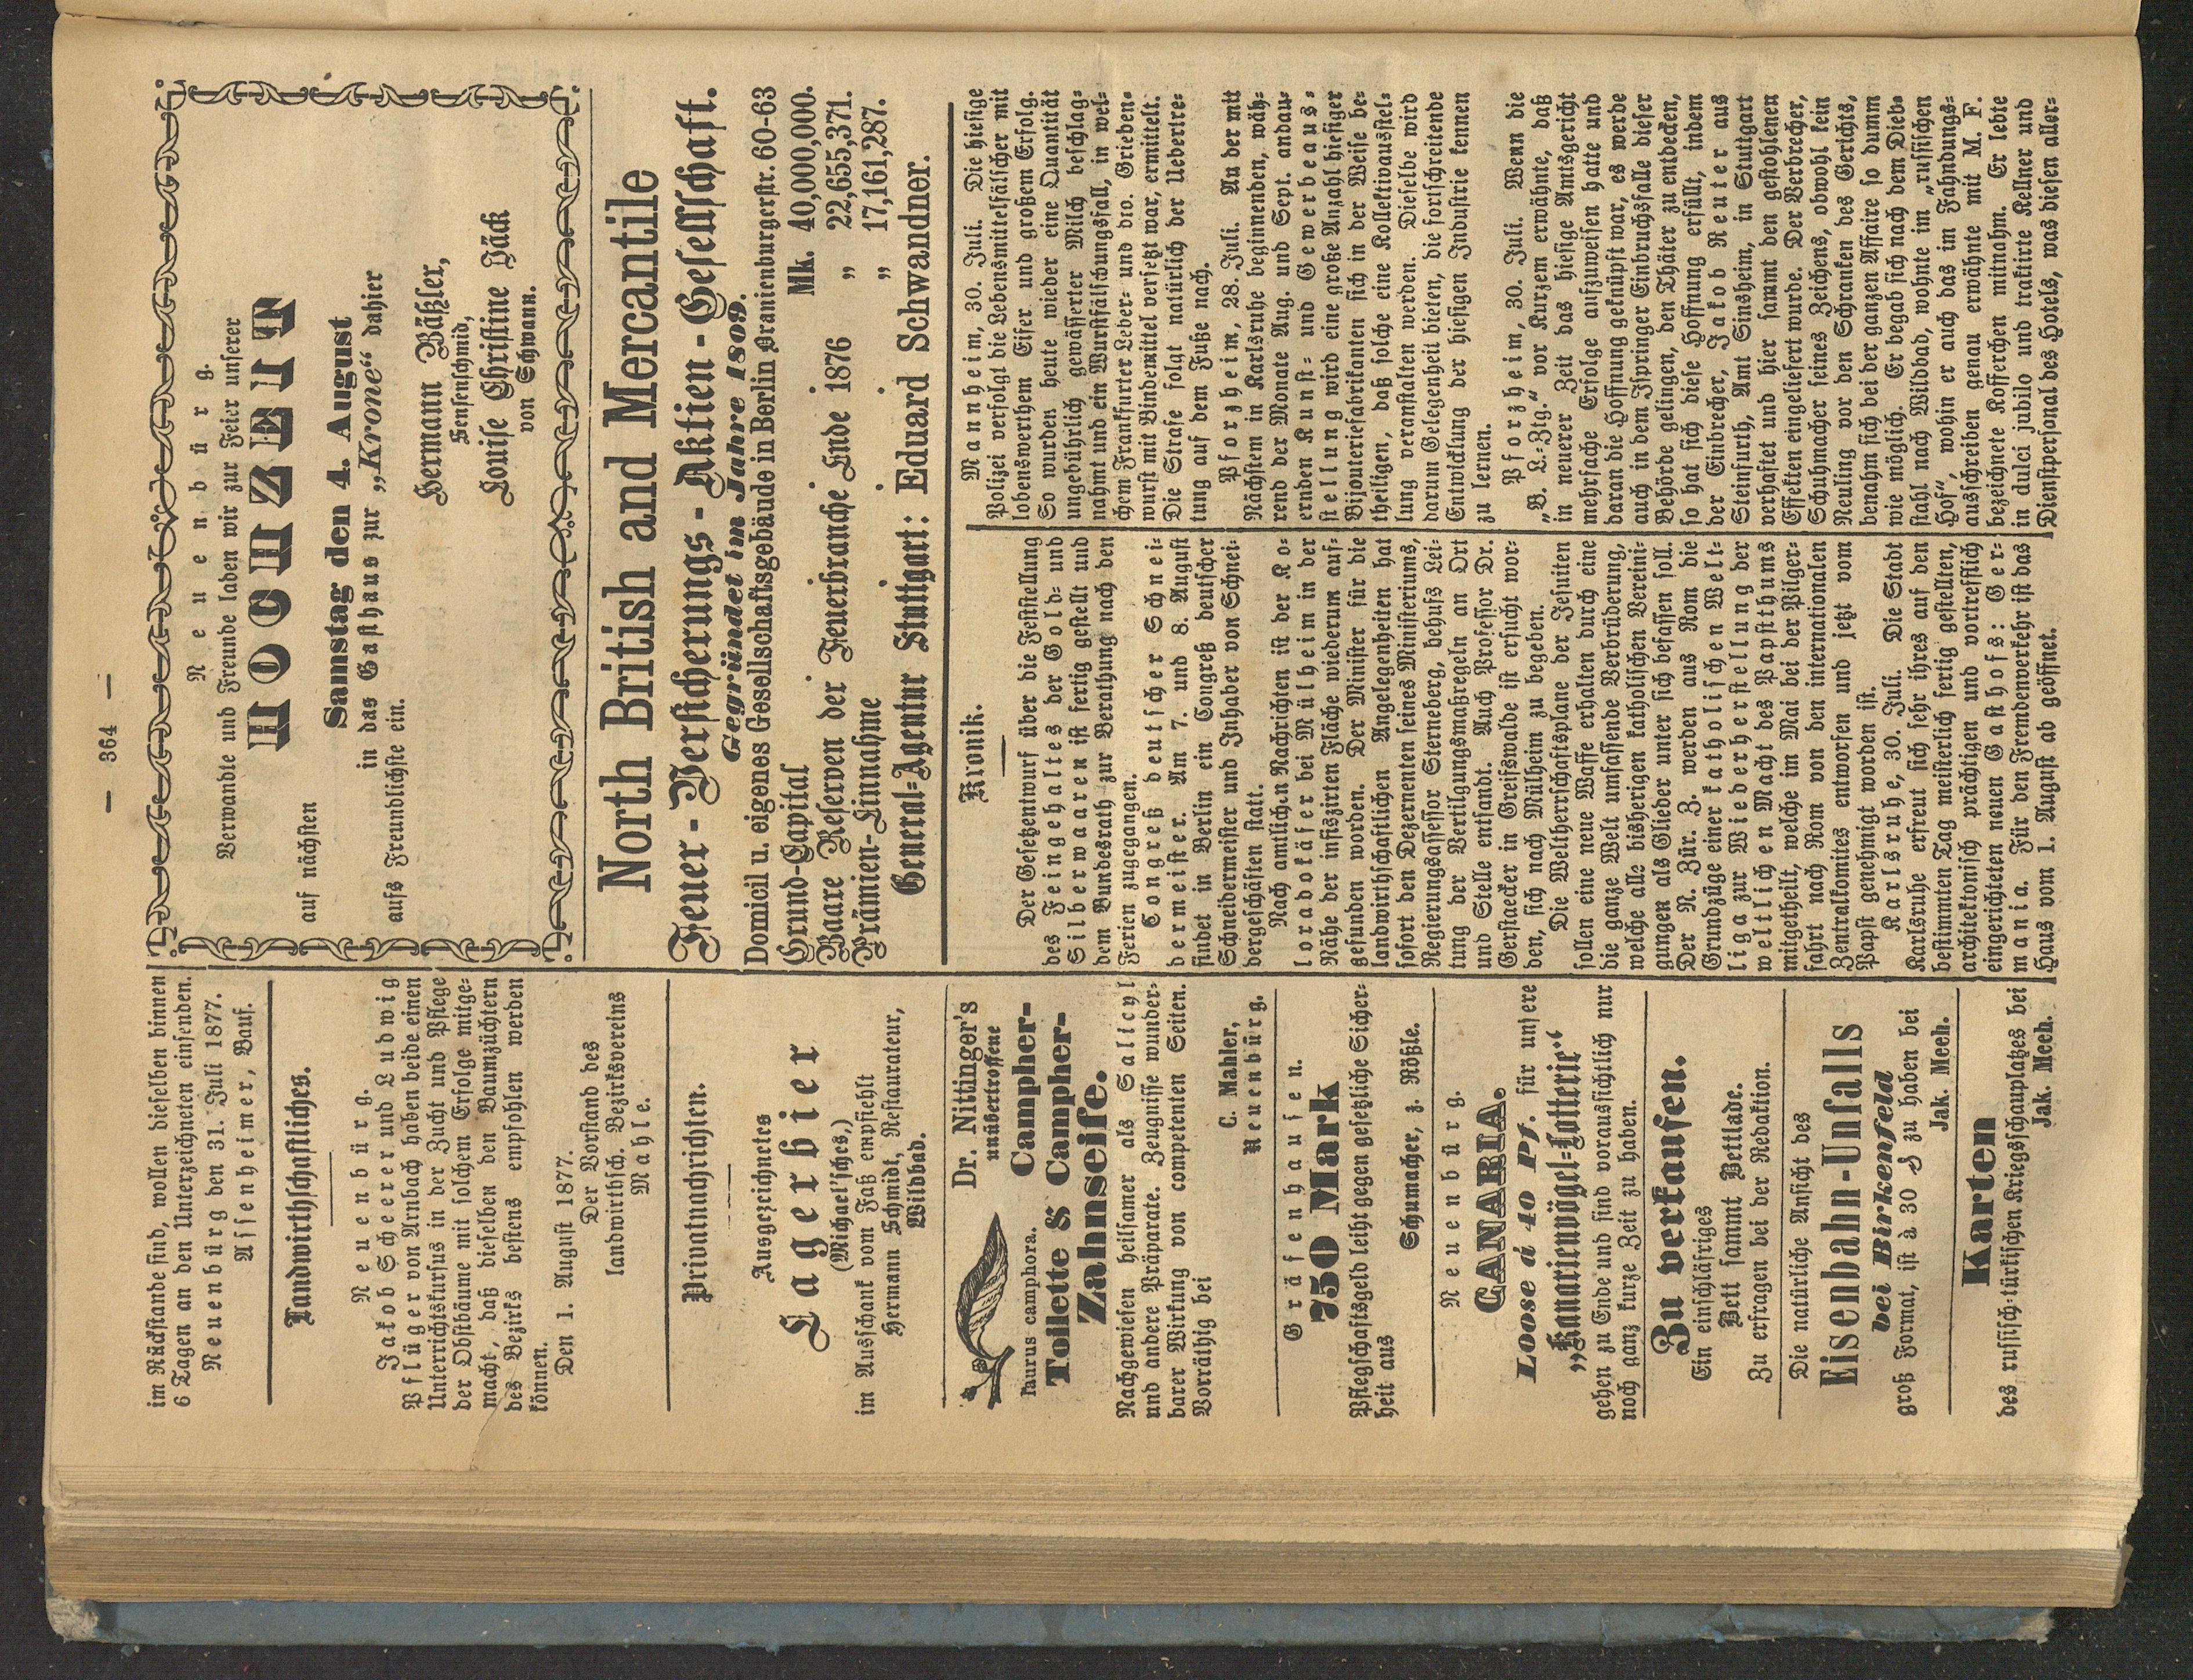 — 364 —
im Rückstande sind, wollen dieselben binnen
6 Tagen an den Unterzeichneten einsenden.
Neuenbürg den 31. Juli 1877.
Assenheimer, Bauf.
Landwirthschaftliches.
Neuenbürg.
Jakob Scheerer und Ludwig
Pflüger von Arnbach haben beide einen
Unterrichtskursus in der Zucht und Pflege
der Obstbäume mit solchem Erfolge mitge-
macht, daß dieselben den Baumzüchtern
des Bezirks bestens empfohlen werden
können.
Den 1. August 1877.
Der Vorstand des
landwirthsch. Bezirksvereins
Mahle.
Privatnachrichten.
Ausgezeichnetes
Lagerbier
(Michael'sches,)
im Ausschank vom Faß empfiehlt
Hermann Schmidt, Restaurateur,
Wildbad.
Dr. Nittinger's
unübertroffene
Laurus camphora.
Campher-
Toilette & Campher-
Zahnseife.
Nachgewiesen heilsamer als Salicyl
und andere Präparate. Zeugnisse wunder-
barer Wirkung von competenten Seiten.
Vorräthig bei
C. Mahler,
Neuenbürg.
Gräfenhausen.
750 Mark
Pflegschaftsgeld leiht gegen gesetzliche Sicher-
heit aus
Schumacher, z. Rößle.
Neuenbürg.
CANARIA.
Loose á 40 Pf. für unsere
„Kanarienvögel-Lotterie“
gehen zu Ende und sind voraussichtlich nur
noch ganz kurze Zeit zu haben.
Zu verkaufen.
Ein einschläfriges
Bett sammt Bettlade.
Zu erfragen bei der Redaktion.
Die natürliche Ansicht des
Eisenbahn-Unfalls
bei Birkenfeld
groß Format, ist à 30 ₰ zu haben bei
Jak. Meeh.
Karten
des russisch-türkischen Kriegsschauplatzes bei
Jak. Meeh.
Neuenbürg.
Verwandte und Freunde laden wir zur Feier unserer
HOCHZEIT
auf nächsten
Samstag den 4. August
in das Gasthaus zur „Krone“ dahier
aufs Freundlichste ein.
Hermann Bäßler,
Sensenschmid,
Louise Christine Jäck
von Schwann.
North British and Mercantile
Feuer-Versicherungs-Aktien-Gesellschaft.
Gegründet im Jahre 1809.
Domicil u. eigenes Gesellschaftsgebäude in Berlin Oranienburgerstr. 60-63
Grund-Capital Mk. 40,000,000.
Baare Reserven der Feuerbranche Ende 1876 „ 22,655,371.
Prämien-Einnahme „ 17,161,287.
General-Agentur Stuttgart: Eduard Schwandner.
Kronik.
Der Gesetzentwurf über die Feststellung
des Feingehaltes der Gold- und
Silberwaaren ist fertig gestellt und
dem Bundesrath zur Berathung nach den
Ferien zugegangen.
Congreß deutscher Schnei-
dermeister. Am 7. und 8. August
findet in Berlin ein Congreß deutscher
Schneidermeister und Inhaber von Schnei-
dergeschäften statt.
Nach amtlichen Nachrichten ist der Ko-
loradokäfer bei Mülheim in der
Nähe der infizirten Fläche wiederum auf-
gefunden worden. Der Minister für die
landwirthschaftlichen Angelegenheiten hat
sofort den Dezernenten seines Ministeriums,
Regierungsassessor Sterneberg, behufs Lei-
tung der Vertilgungsmaßregeln an Ort
und Stelle entsandt. Auch Professor Dr.
Gerstaecker in Greifswalde ist ersucht wor-
den, sich nach Mülheim zu begeben.
Die Weltherrschaftsplane der Jesuiten
sollen eine neue Waffe erhalten durch eine
die ganze Welt umfassende Verbrüderung,
welche alle bisherigen katholischen Vereini-
gungen als Glieder unter sich befassen soll.
Der N. Zür. Z. werden aus Rom die
Grundzüge einer katholischen Welt-
liga zur Wiederherstellung der
weltlichen Macht des Papstthums
mitgetheilt, welche im Mai bei der Pilger-
fahrt nach Rom von den internationalen
Zentralkomites entworfen und jetzt vom
Papst genehmigt worden ist.
Karlsruhe, 30. Juli. Die Stadt
Karlsruhe erfreut sich sehr ihres auf den
bestimmten Tag meisterlich fertig gestellten,
architektonisch prächtigen und vortrefflich
eingerichteten neuen Gasthofs: Ger-
mania. Für den Fremdenverkehr ist das
Haus vom 1. August ab geöffnet.
Mannheim, 30. Juli. Die hiesige
Polizei verfolgt die Lebensmittelfälscher mit
lobenswerthem Eifer und großem Erfolg.
So wurden heute wieder eine Quantität
ungebührlich gewässerter Milch beschlag-
nahmt und ein Wurstfälschungsfall, in wel-
chem Frankfurter Leber- und dto. Grieben-
wurst mit Bindemittel versetzt war, ermittelt.
Die Strafe folgt natürlich der Uebertre-
tung auf dem Fuße nach.
Pforzheim, 28. Juli. An der mit
Nächstem in Karlsruhe beginnenden, wäh-
rend der Monate Aug. und Sept. andau-
ernden Kunst- und Gewerbeaus-
stellung wird eine große Anzahl hiesiger
Bijouteriefabrikanten sich in der Weise be-
theiligen, daß solche eine Kollektivausstel-
lung veranstalten werden. Dieselbe wird
darum Gelegenheit bieten, die fortschreitende
Entwicklung der hiesigen Industrie kennen
zu lernen.
Pforzheim, 30. Juli. Wenn die
„B. L.-Ztg.“ vor Kurzem erwähnte, daß
in neuerer Zeit das hiesige Amtsgericht
mehrfache Erfolge aufzuweisen hatte und
daran die Hoffnung geknüpft war, es werde
auch in dem Ispringer Einbruchsfalle dieser
Behörde gelingen, den Thäter zu entdecken,
so hat sich diese Hoffnung erfüllt, indem
der Einbrecher, Jakob Reuter aus
Steinsfurth, Amt Sinsheim, in Stuttgart
verhaftet und hier sammt den gestohlenen
Effekten eingeliefert wurde. Der Verbrecher,
Schuhmacher seines Zeichens, obwohl kein
Neuling vor den Schranken des Gerichts,
benahm sich bei der ganzen Affaire so dumm
wie möglich. Er begab sich nach dem Dieb-
stahl nach Wildbad, wohnte im „russischen
Hof“, wohin er auch das im Fahndungs-
ausschreiben genau erwähnte mit M. F.
bezeichnete Kofferchen mitnahm. Er lebte
in dulci jubilo und traktirte Kellner und
Dienstpersonal des Hotels, was diesen aller-